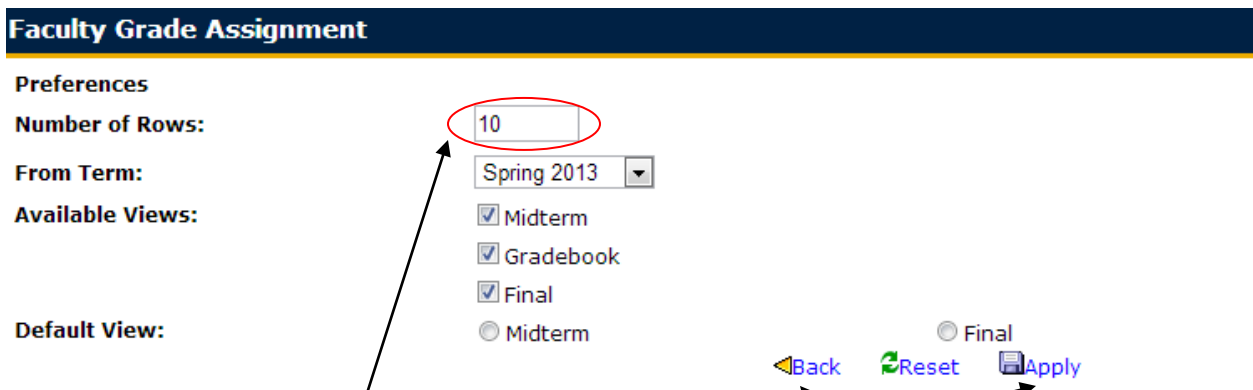 Faculty Grade Assignment
Preferences
Number of Rows: 10
From Term: Spring 2013
Available Views: Midterm
Gradebook
Final
Default View: Midterm Final
Back Reset Apply